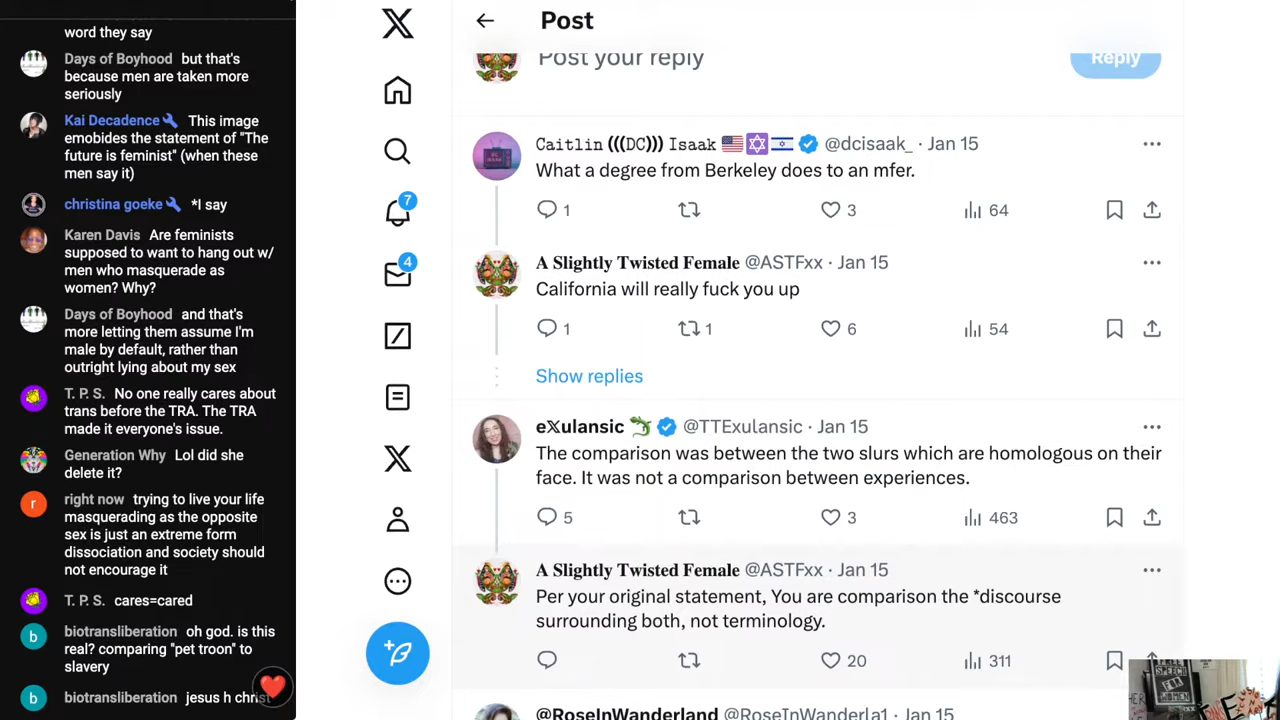 word they say
Days of Boyhood but that's
because men are taken more
seriously
Kai Decadence This image
emobides the statement of "The
future is feminist" (when these
men say it)
christina goeke *I say
Karen Davis Are feminists
supposed to want to hang out w/
men who masquerade as
women? Why?
Days of Boyhood and that's
more letting them assume I'm
male by default, rather than
outright lying about my sex
T. P. S. No one really cares about
trans before the TRA. The TRA
made it everyone's issue.
Generation Why Lol did she
delete it?
right now trying to live your life
masquerading as the opposite
sex is just an extreme form
dissociation and society should
not encourage it
T. P. S. cares=cared
biotransliberation oh god. is this
real? comparing "pet troon" to
slavery
biotransliberation jesus h christ
7
4
Post
Post your reply
Reply
Caitlin (((DC))) Isaak 🇺🇸✡️🇮🇱 @dcisaak_ · Jan 15
What a degree from Berkeley does to an mfer.
1 3 64
A Slightly Twisted Female @ASTFxx · Jan 15
California will really fuck you up
1 1 6 54
Show replies
e𝕏ulansic 🦎 @TTExulansic · Jan 15
The comparison was between the two slurs which are homologous on their
face. It was not a comparison between experiences.
5 3 463
A Slightly Twisted Female @ASTFxx · Jan 15
Per your original statement, You are comparison the *discourse
surrounding both, not terminology.
20 311
@RoseInWanderland @RoseInWanderla1 · Jan 15
SPEECH
FOR
WOMEN